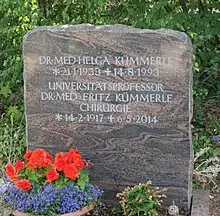 DR·MED·HELGA KÜMMERLE
*21·1·1933 +14·8·1993
UNIVERSITÄTSPROFESSOR
DR·MED·FRITZ KÜMMERLE
CHIRURGIE
*14·2·1917 +6·5·2014